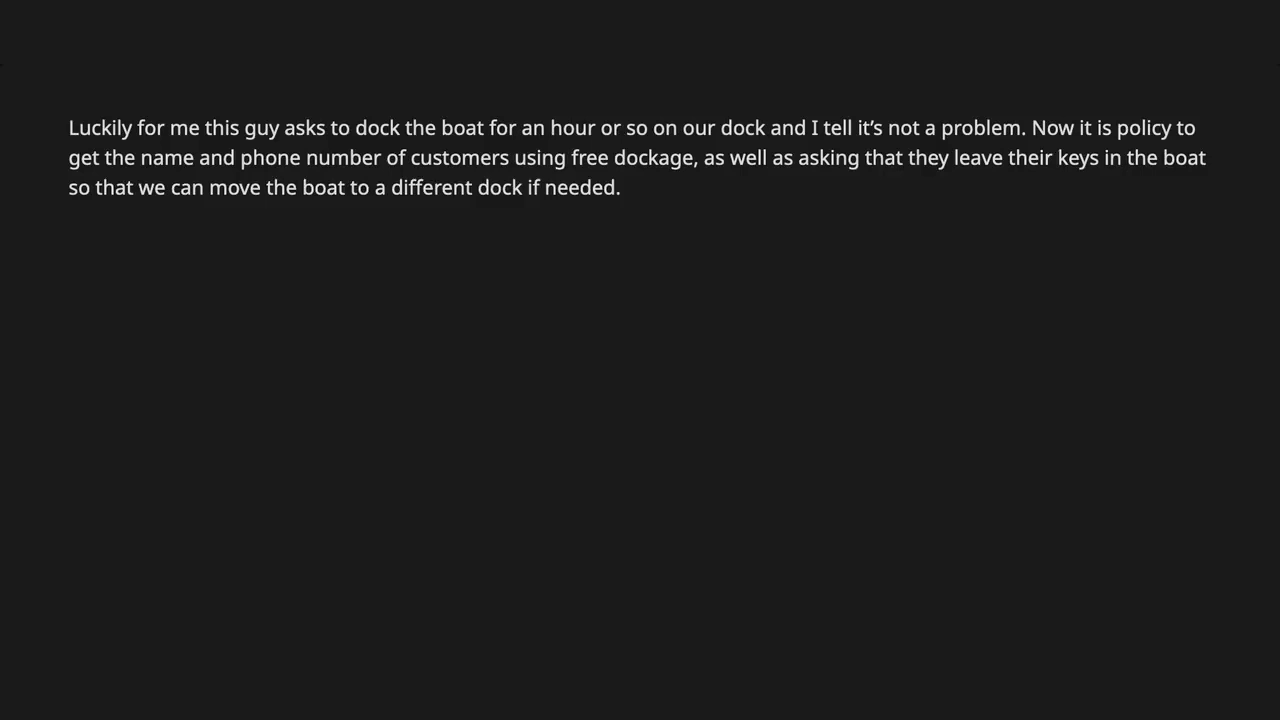 Luckily for me this guy asks to dock the boat for an hour or so on our dock and I tell it’s not a problem. Now it is policy to
get the name and phone number of customers using free dockage, as well as asking that they leave their keys in the boat
so that we can move the boat to a different dock if needed.